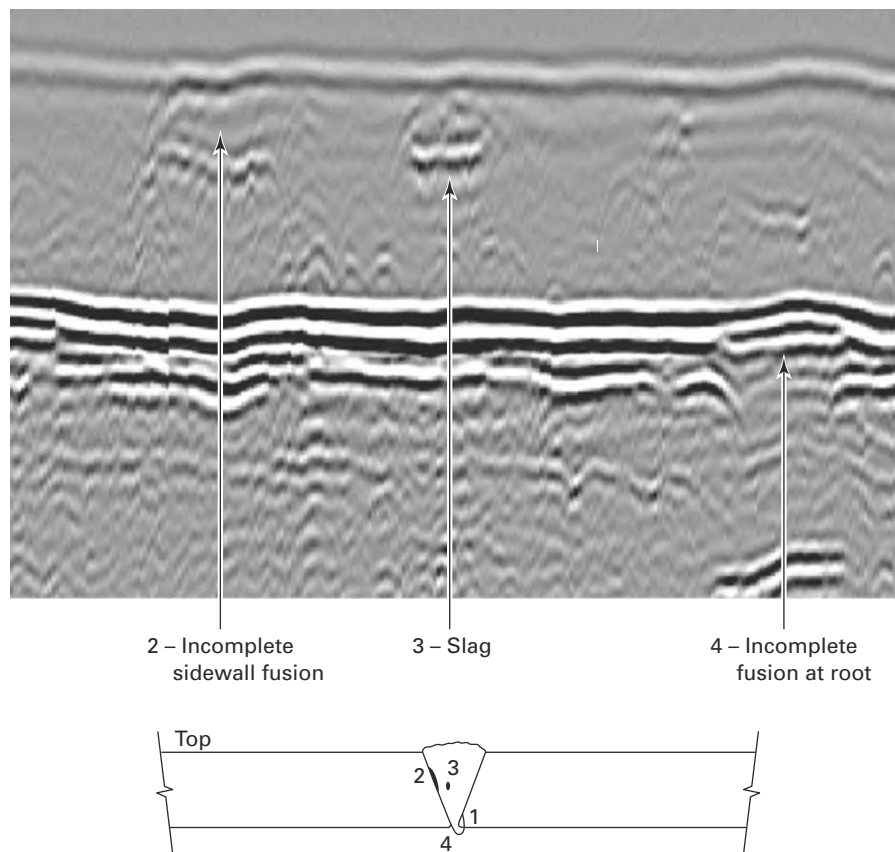 2 – Incomplete
sidewall fusion
3 – Slag
4 – Incomplete
fusion at root
Top
2
3
1
4